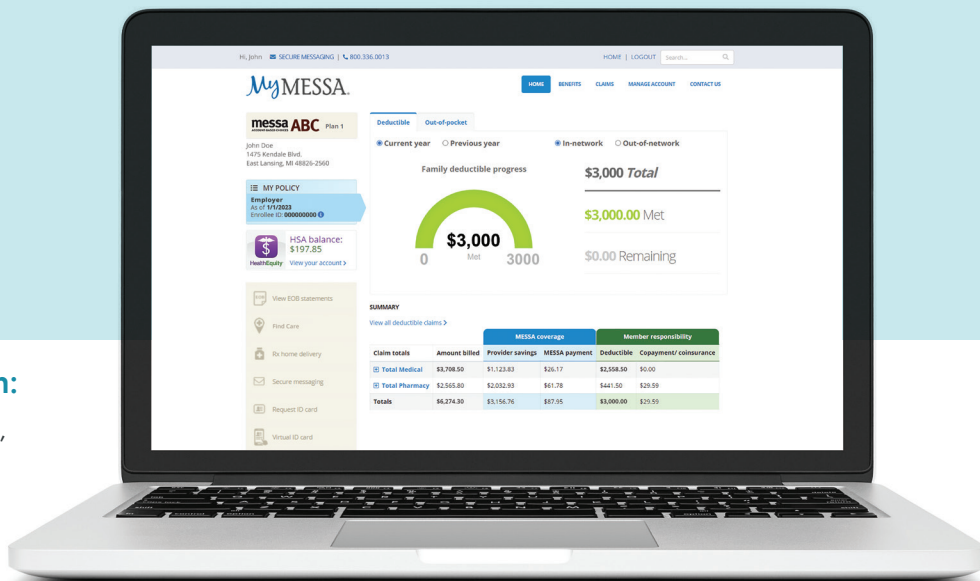 Hi, John SECURE MESSAGING | 800.336.0013 HOME | LOGOUT Search...
MyMESSA HOME BENEFITS CLAIMS MANAGE ACCOUNT CONTACT US
messa ABC Plan 1
John Doe
1475 Kendale Blvd.
East Lansing, MI 48826-2560
MY POLICY
Employer
As of 1/1/2023
Enrollee ID: 000000000
HSA balance:
$197.85
HealthEquity View your account >
View EOB statements
Find Care
Rx home delivery
Secure messaging
Request ID card
Virtual ID card
Deductible Out-of-pocket
Current year Previous year In-network Out-of-network
Family deductible progress
$3,000
0 Met 3000
$3,000 Total
$3,000.00 Met
$0.00 Remaining
SUMMARY
View all deductible claims >
MESSA coverage Member responsibility
Claim totals Amount billed Provider savings MESSA payment Deductible Copayment/ coinsurance
Total Medical $3,708.50 $1,123.83 $26.17 $2,558.50 $0.00
Total Pharmacy $2,565.80 $2,032.93 $61.78 $441.50 $29.59
Totals $6,274.30 $3,156.76 $87.95 $3,000.00 $29.59